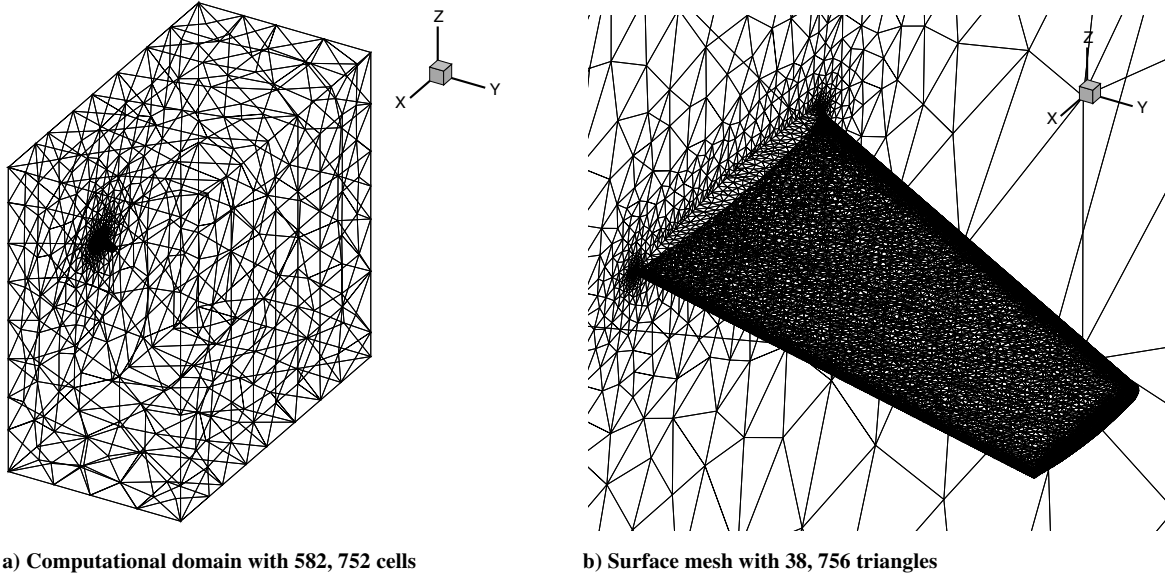 Z
X
Y
Z
X
Y
a) Computational domain with 582, 752 cells
b) Surface mesh with 38, 756 triangles